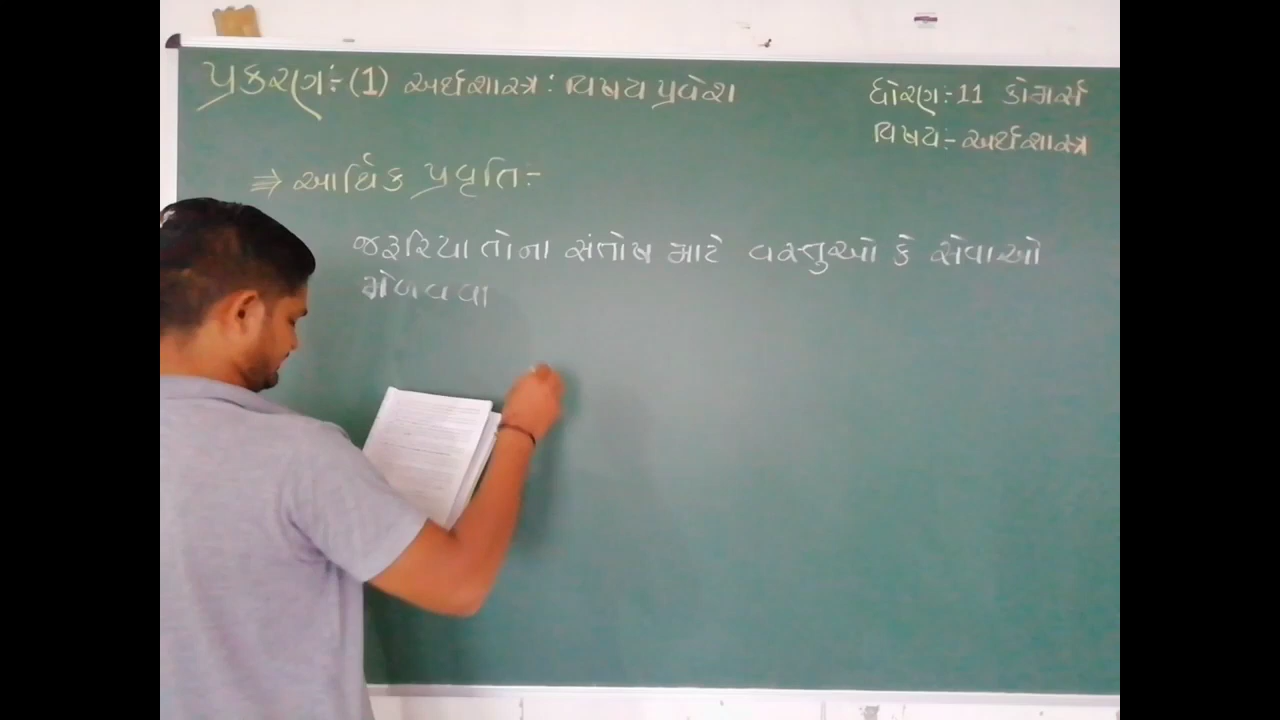 પ્રકરણ:-(1) અર્થશાસ્ત્ર : વિષય પ્રવેશ
ધોરણ:-11 કોમર્સ
વિષય:-અર્થશાસ્ત્ર
⇒ આર્થિક પ્રવૃતિ:-
જરૂરિયાતોના સંતોષ માટે વસ્તુઓ કે સેવાઓ
મેળવવા